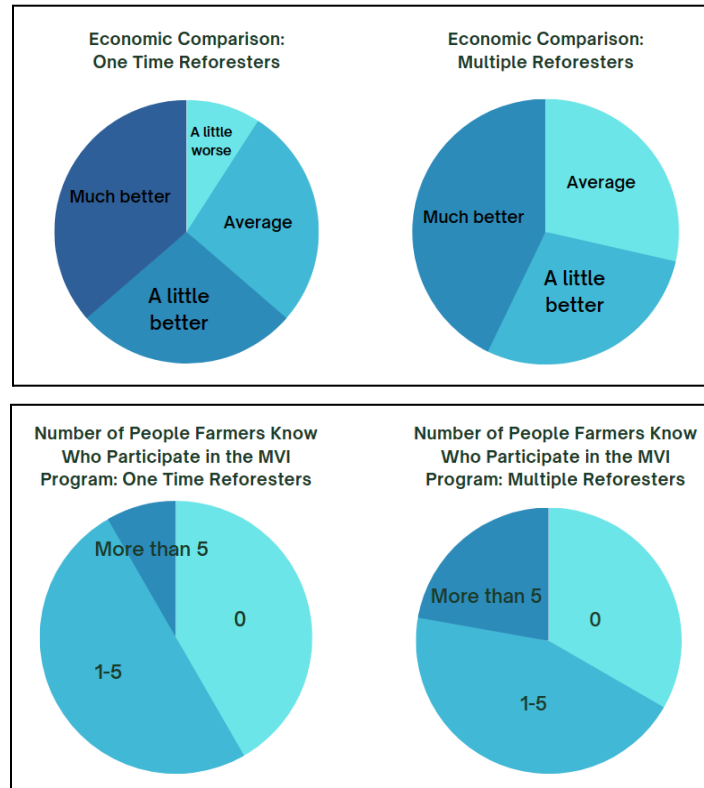 Economic Comparison:
One Time Reforesters
A little
worse
Average
A little
better
Much better
Economic Comparison:
Multiple Reforesters
Average
A little
better
Much better
Number of People Farmers Know
Who Participate in the MVI
Program: One Time Reforesters
More than 5
0
1-5
Number of People Farmers Know
Who Participate in the MVI
Program: Multiple Reforesters
More than 5
0
1-5